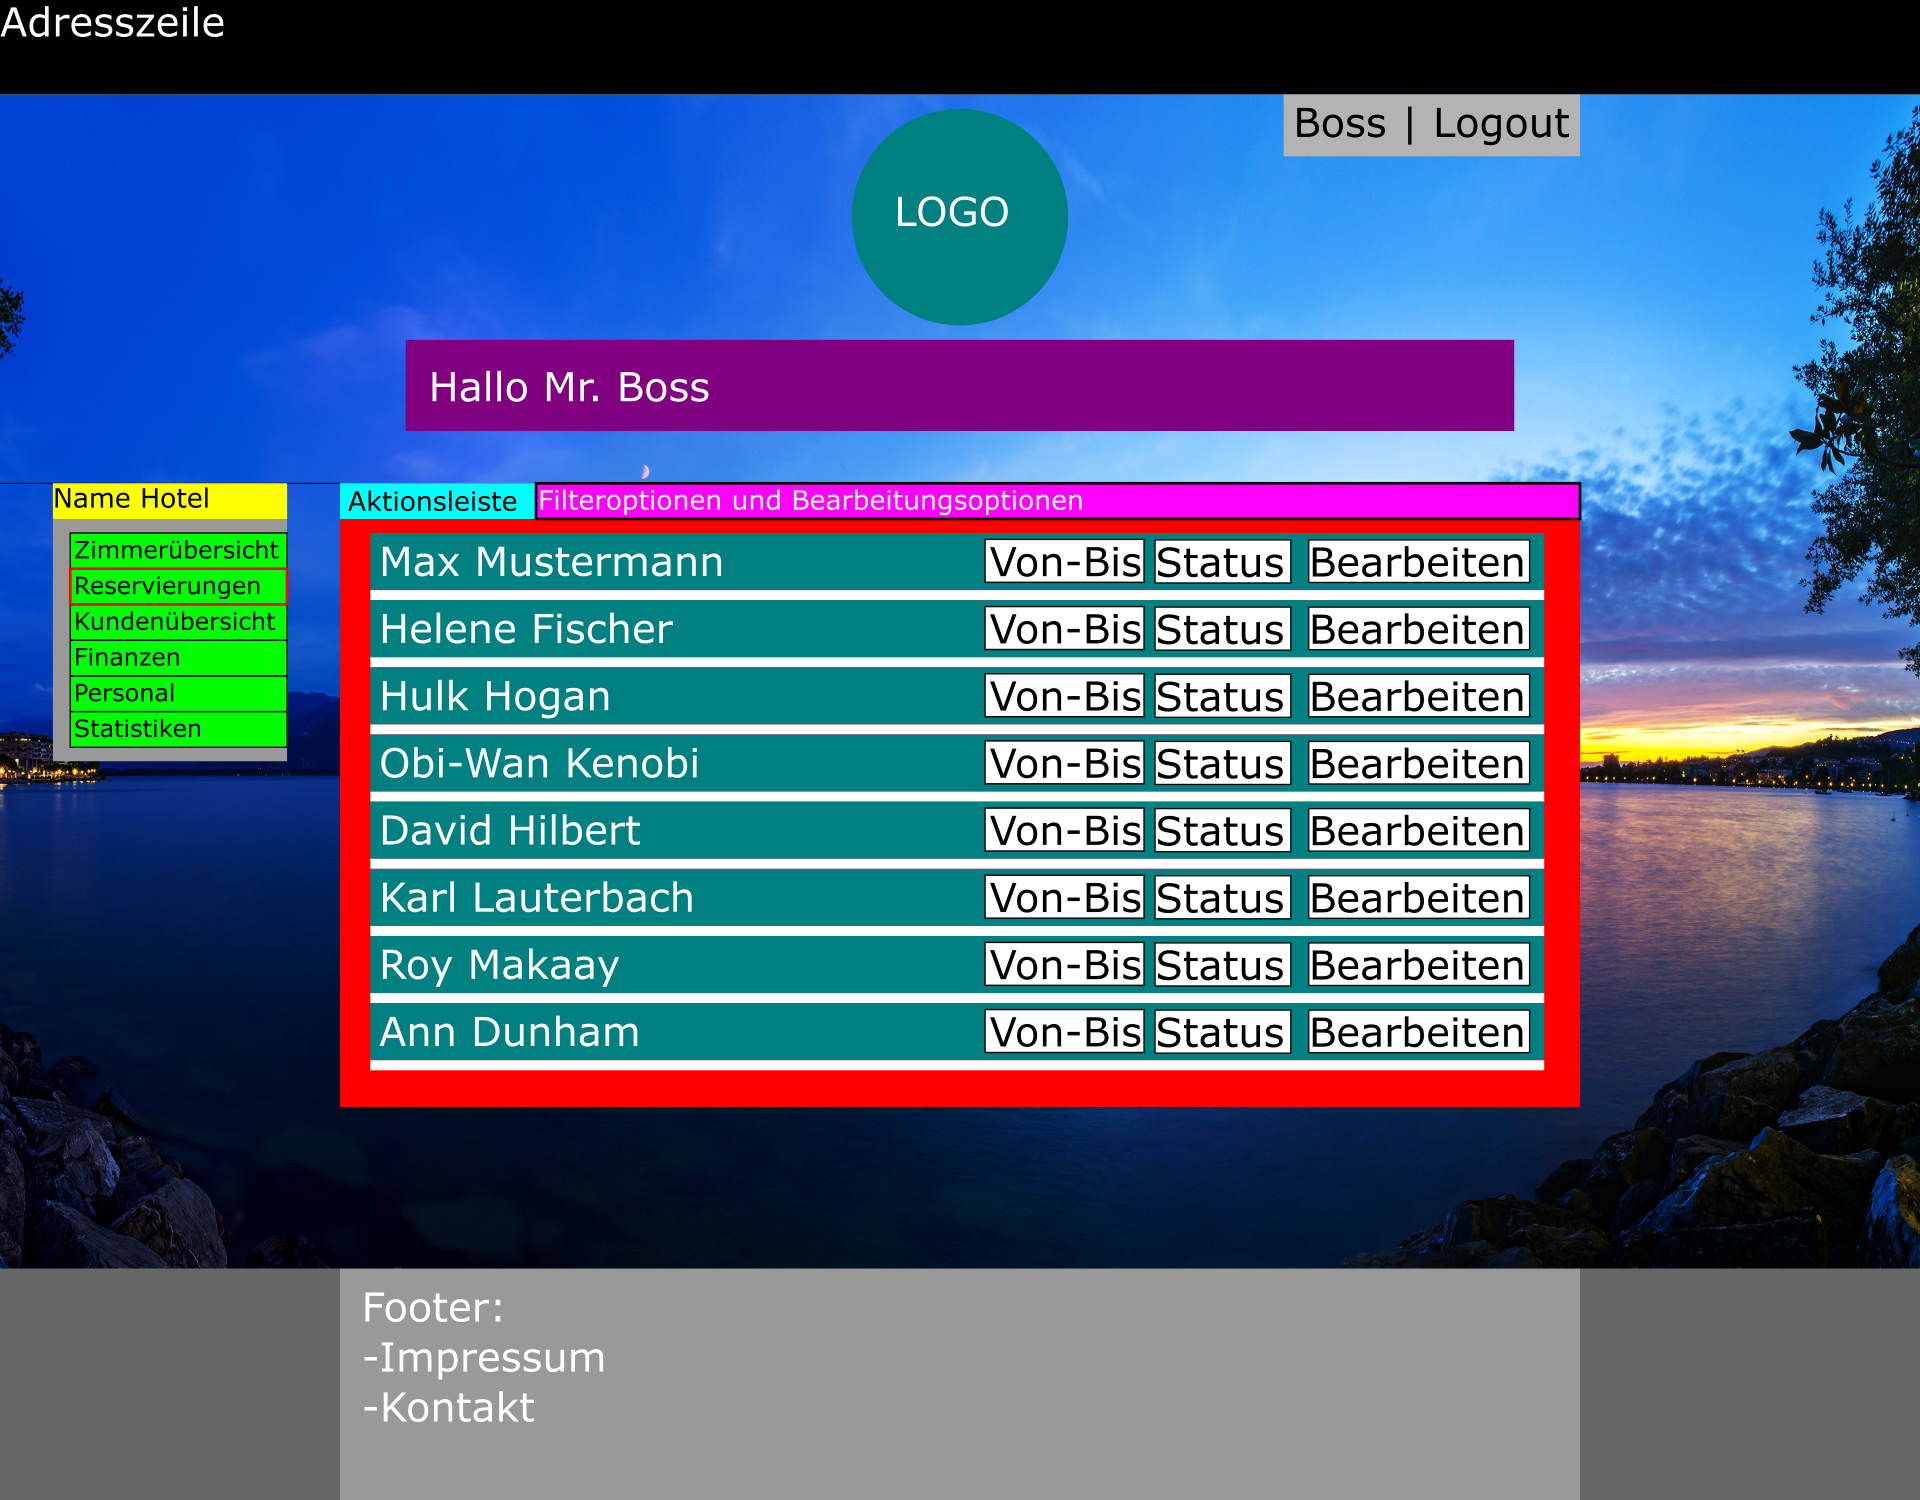 Adresszeile
Boss | Logout
LOGO
Hallo Mr. Boss
Name Hotel
Zimmerübersicht
Reservierungen
Kundenübersicht
Finanzen
Personal
Statistiken
Aktionsleiste Filteroptionen und Bearbeitungsoptionen
Max Mustermann Von-Bis Status Bearbeiten
Helene Fischer Von-Bis Status Bearbeiten
Hulk Hogan Von-Bis Status Bearbeiten
Obi-Wan Kenobi Von-Bis Status Bearbeiten
David Hilbert Von-Bis Status Bearbeiten
Karl Lauterbach Von-Bis Status Bearbeiten
Roy Makaay Von-Bis Status Bearbeiten
Ann Dunham Von-Bis Status Bearbeiten
Footer:
-Impressum
-Kontakt